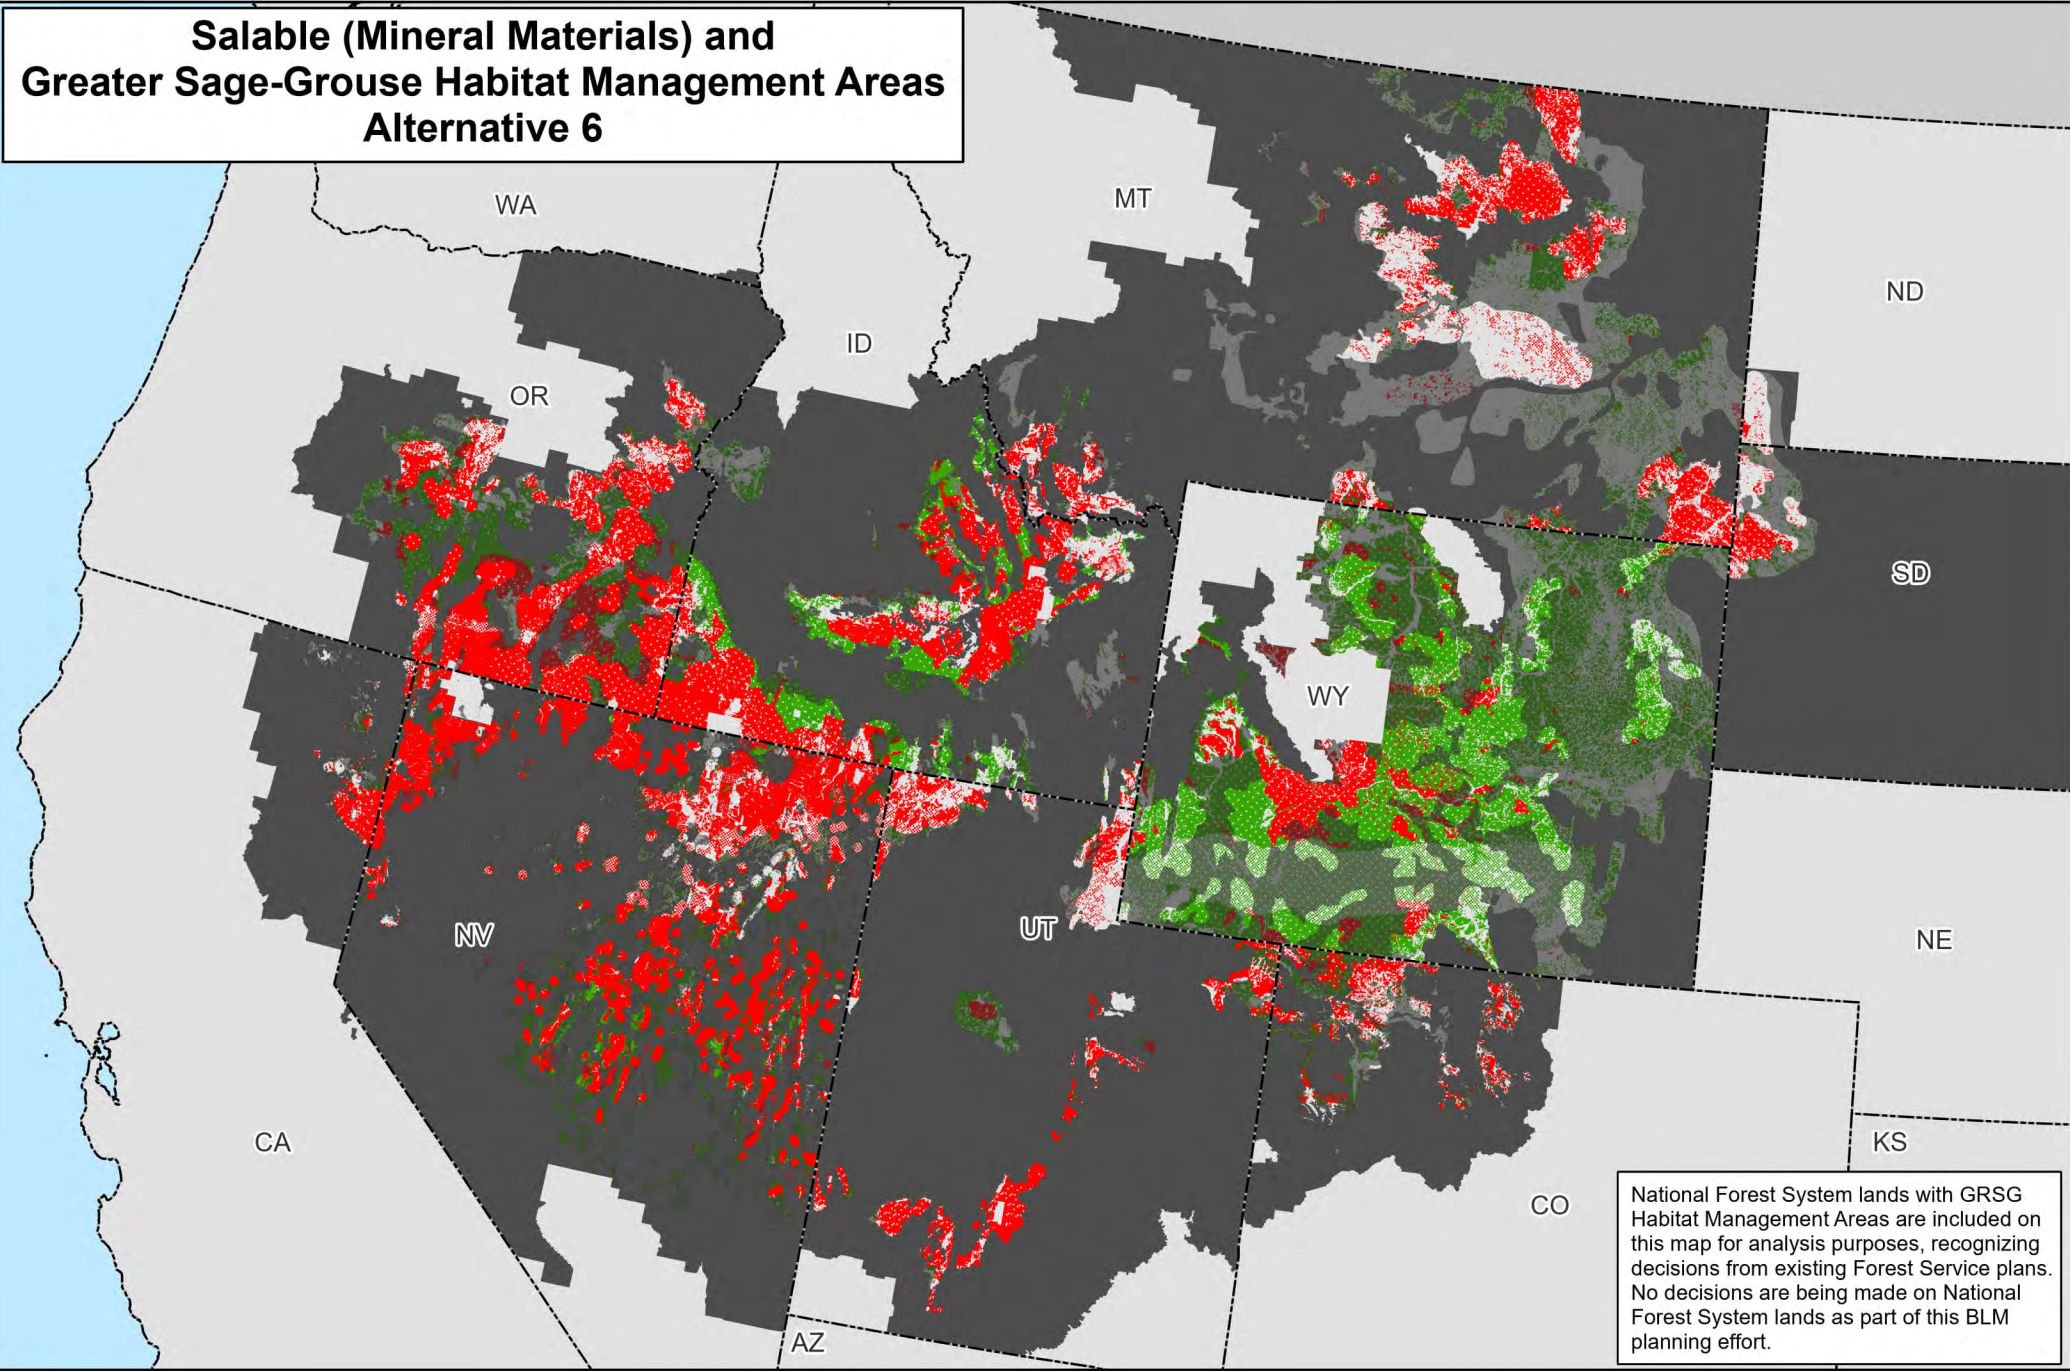 Salable (Mineral Materials) and
Greater Sage-Grouse Habitat Management Areas
Alternative 6
WA
MT
ND
ID
OR
SD
WY
NV
UT
NE
CA
KS
CO
AZ
National Forest System lands with GRSG
Habitat Management Areas are included on
this map for analysis purposes, recognizing
decisions from existing Forest Service plans.
No decisions are being made on National
Forest System lands as part of this BLM
planning effort.